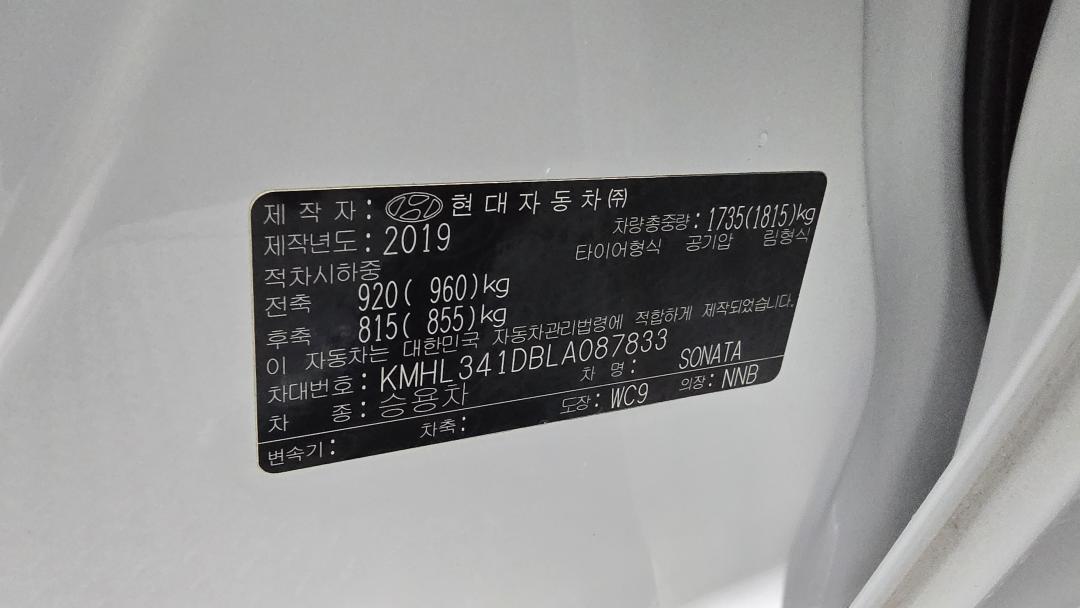 제 작 자 : 현대자동차㈜
제작년도 : 2019 차량총중량 : 1735(1815)kg
적차시하중 타이어형식 공기압 림형식
전축 920( 960)kg
후축 815( 855)kg
이 자동차는 대한민국 자동차관리법령에 적합하게 제작되었습니다.
차대번호 : KMHL341DBLA087833
차 종 : 승용차 차 명 : SONATA
변속기 : 차축 : 도장 : WC9 의장 : NNB